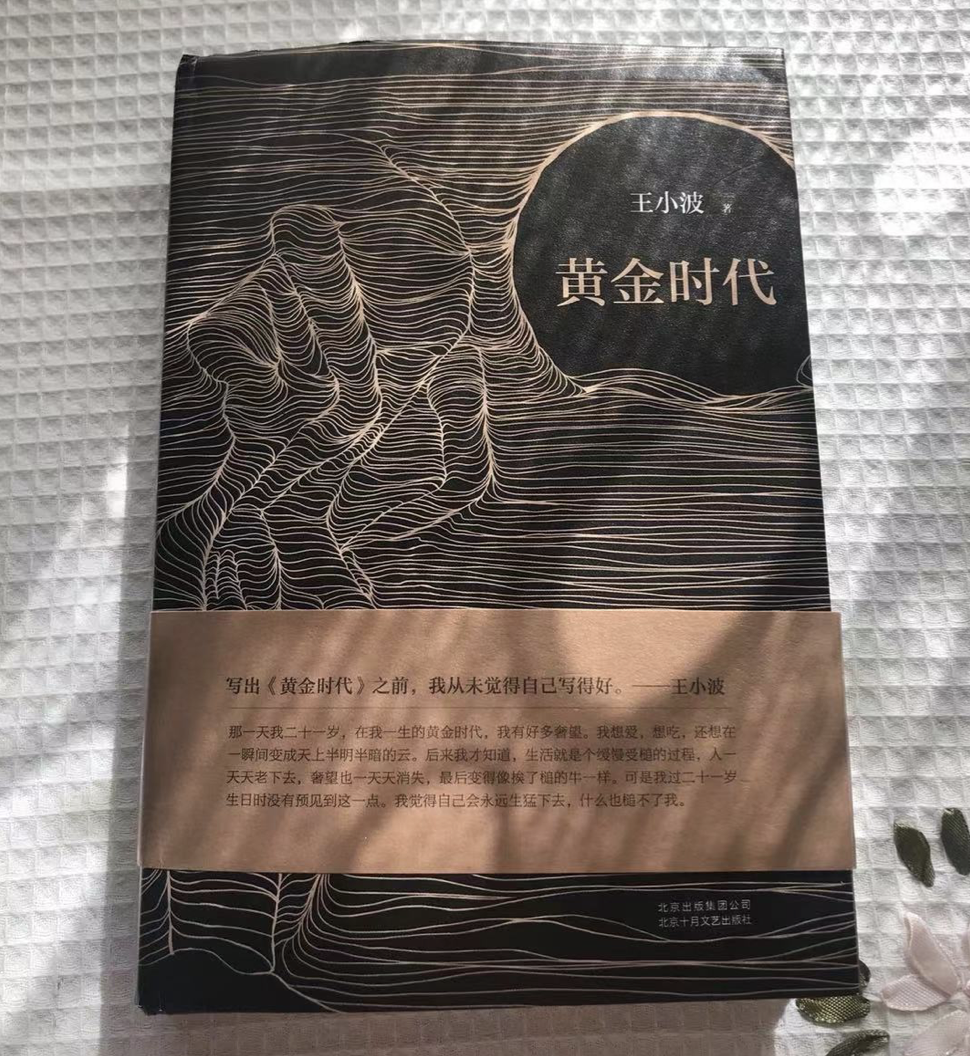 王小波 著
黄金时代
写出《黄金时代》之前，我从未觉得自己写得好。——王小波
那一天我二十一岁，在我一生的黄金时代，我有好多奢望。我想爱，想吃，还想在
一瞬间变成天上半明半暗的云。后来我才知道，生活就是个缓慢受槌的过程，人一
天天老下去，奢望也一天天消失，最后变得像挨了槌的牛一样。可是我过二十一岁
生日时没有预见到这一点。我觉得自己会永远生猛下去，什么也槌不了我。
北京出版集团公司
北京十月文艺出版社